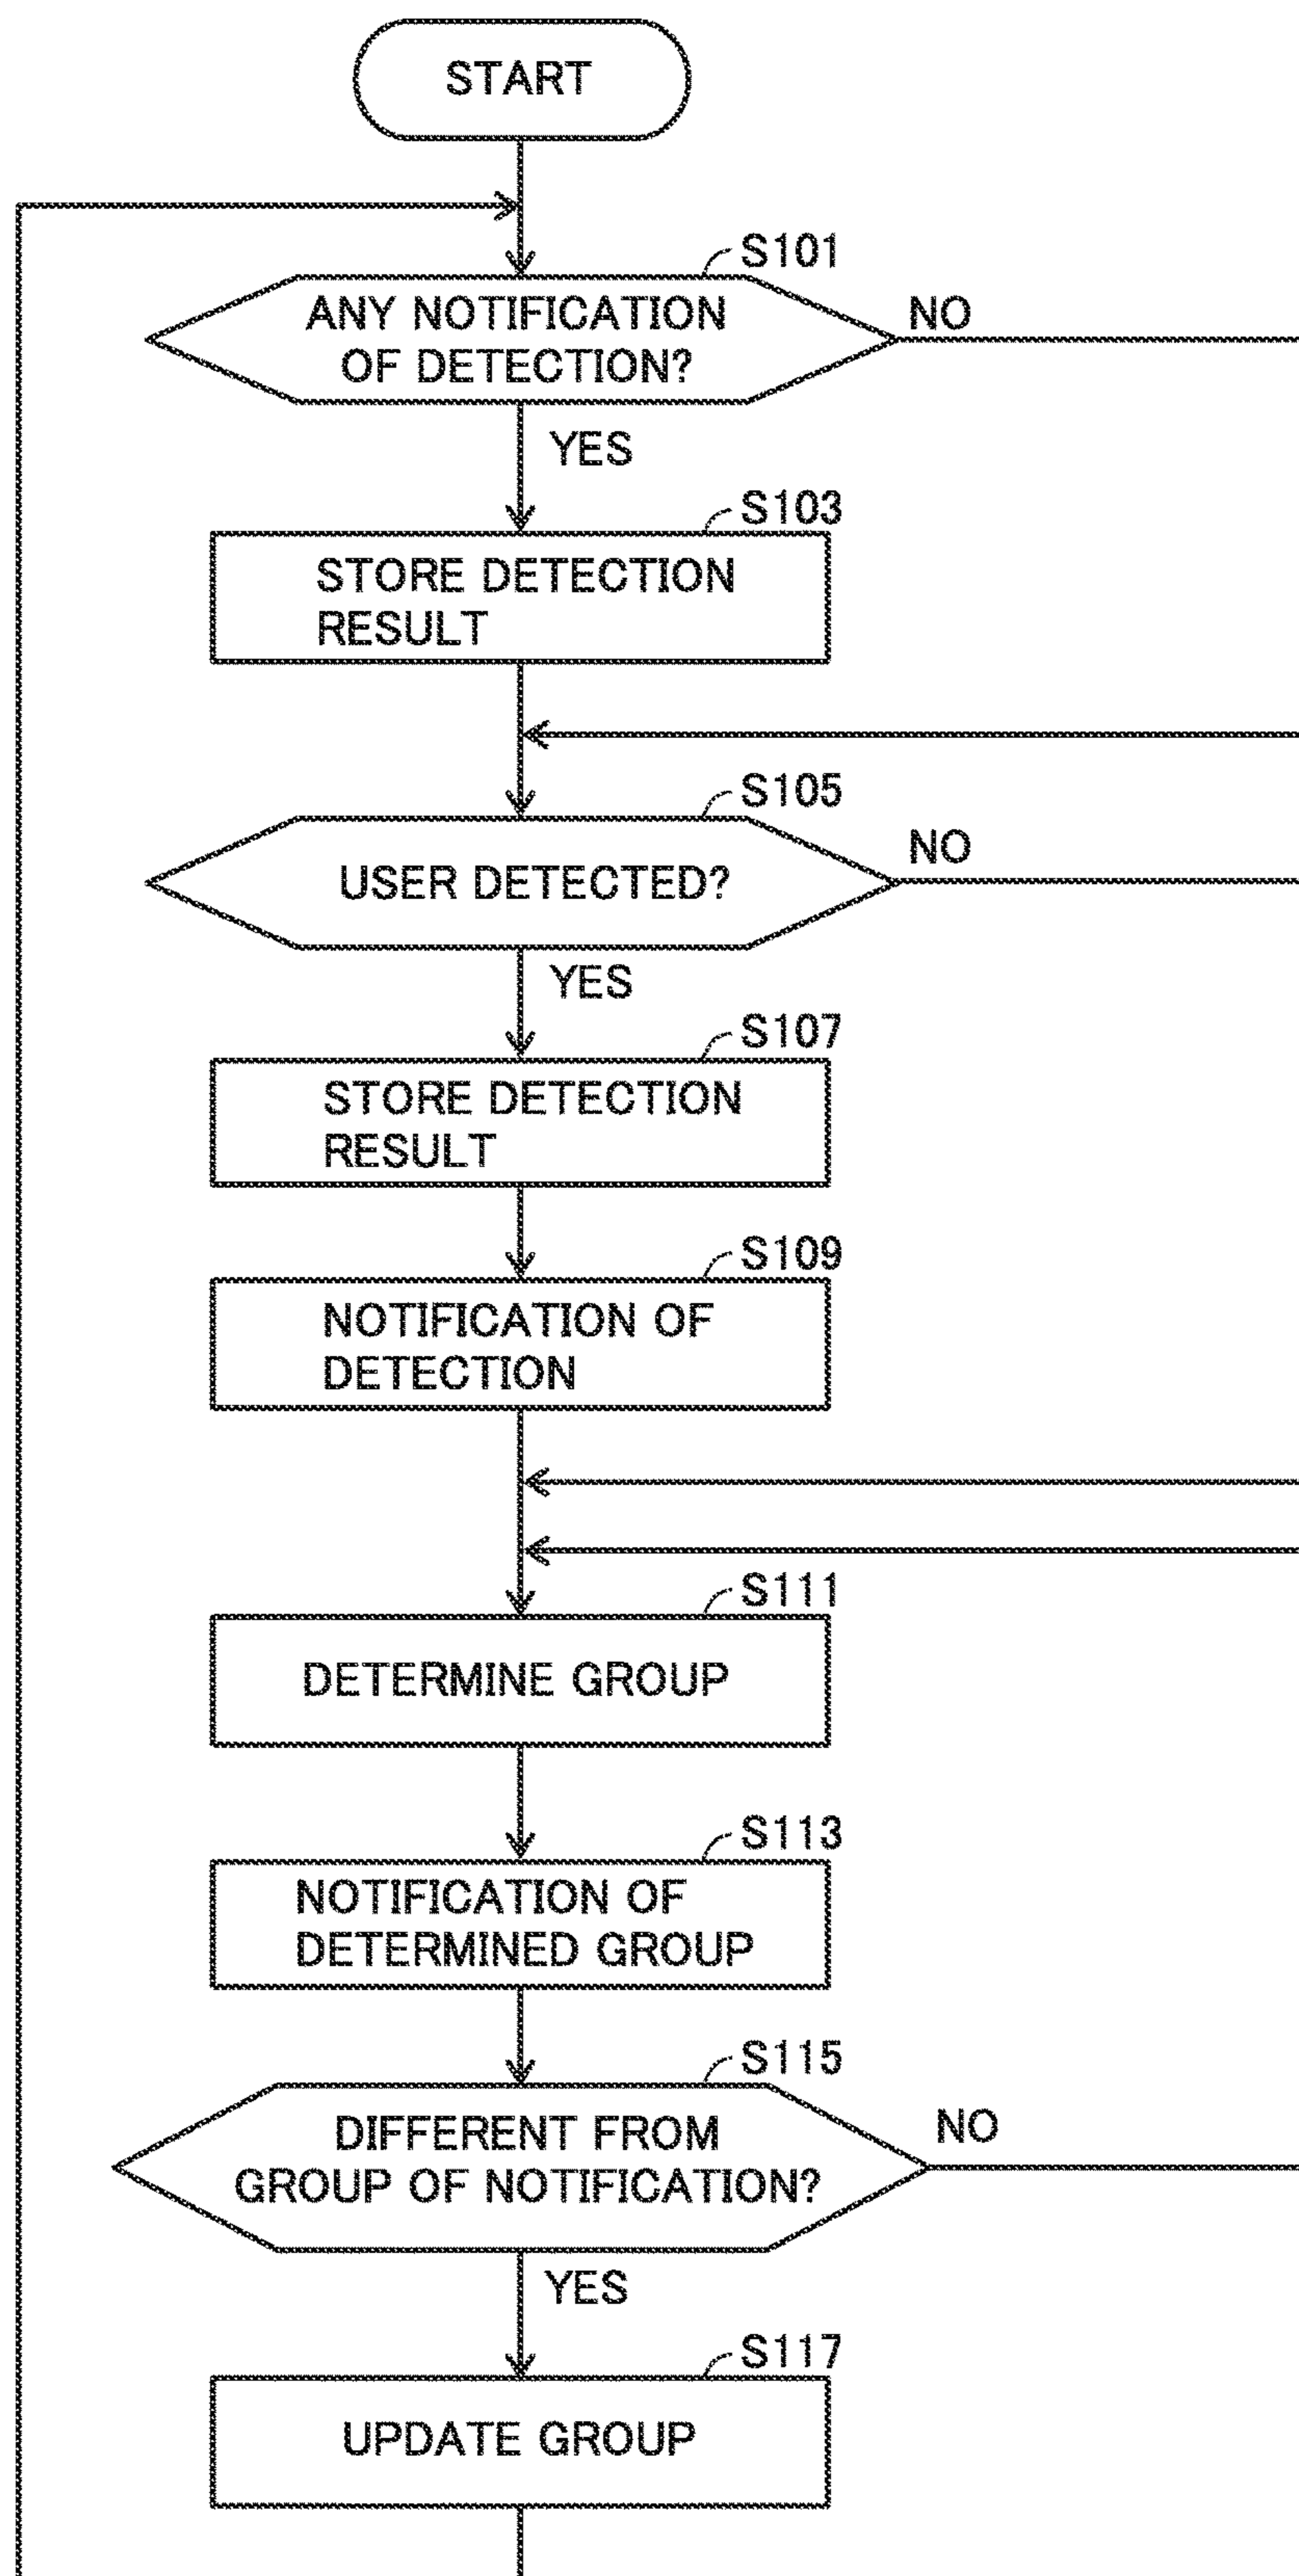 START
S101
ANY NOTIFICATION
OF DETECTION?
NO
YES
S103
STORE DETECTION
RESULT
S105
USER DETECTED?
NO
YES
S107
STORE DETECTION
RESULT
S109
NOTIFICATION OF
DETECTION
S111
DETERMINE GROUP
S113
NOTIFICATION OF
DETERMINED GROUP
S115
DIFFERENT FROM
GROUP OF NOTIFICATION?
NO
YES
S117
UPDATE GROUP